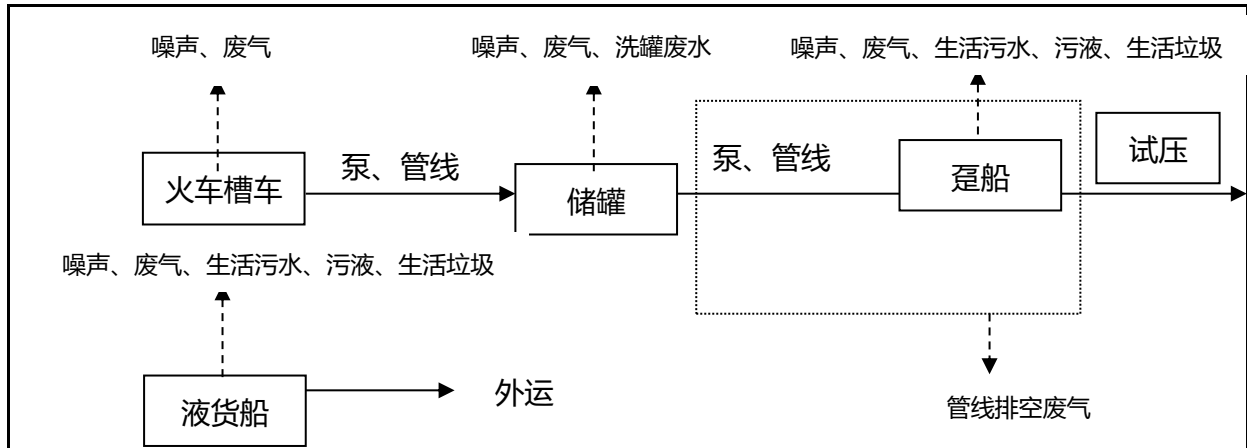 噪声、废气
噪声、废气、洗罐废水
噪声、废气、生活污水、污液、生活垃圾
火车槽车
泵、管线
储罐
泵、管线
趸船
试压
噪声、废气、生活污水、污液、生活垃圾
液货船
外运
管线排空废气